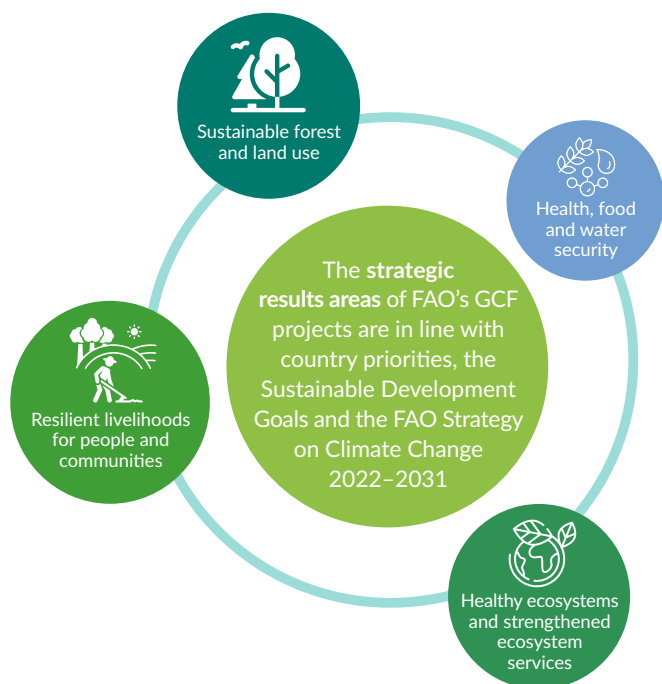 Sustainable forest
and land use
Health, food
and water
security
The strategic
results areas of FAO's GCF
projects are in line with
country priorities, the
Sustainable Development
Goals and the FAO Strategy
on Climate Change
2022–2031
Resilient livelihoods
for people and
communities
Healthy ecosystems
and strengthened
ecosystem
services